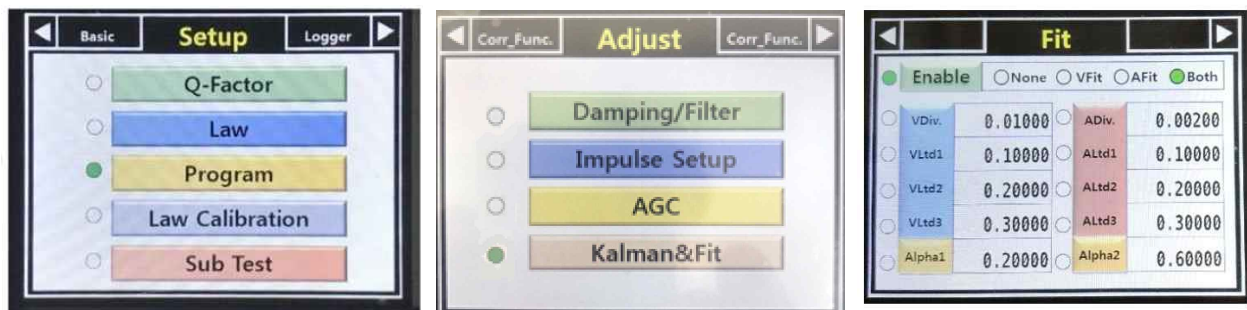 Basic Setup Logger
Q-Factor
Law
Program
Law Calibration
Sub Test
Corr_Func. Adjust Corr_Func.
Damping/Filter
Impulse Setup
AGC
Kalman&Fit
Fit
Enable None VFit AFit Both
VDiv. 0.01000 ADiv. 0.00200
VLtd1 0.10000 ALtd1 0.10000
VLtd2 0.20000 ALtd2 0.20000
VLtd3 0.30000 ALtd3 0.30000
Alpha1 0.20000 Alpha2 0.60000